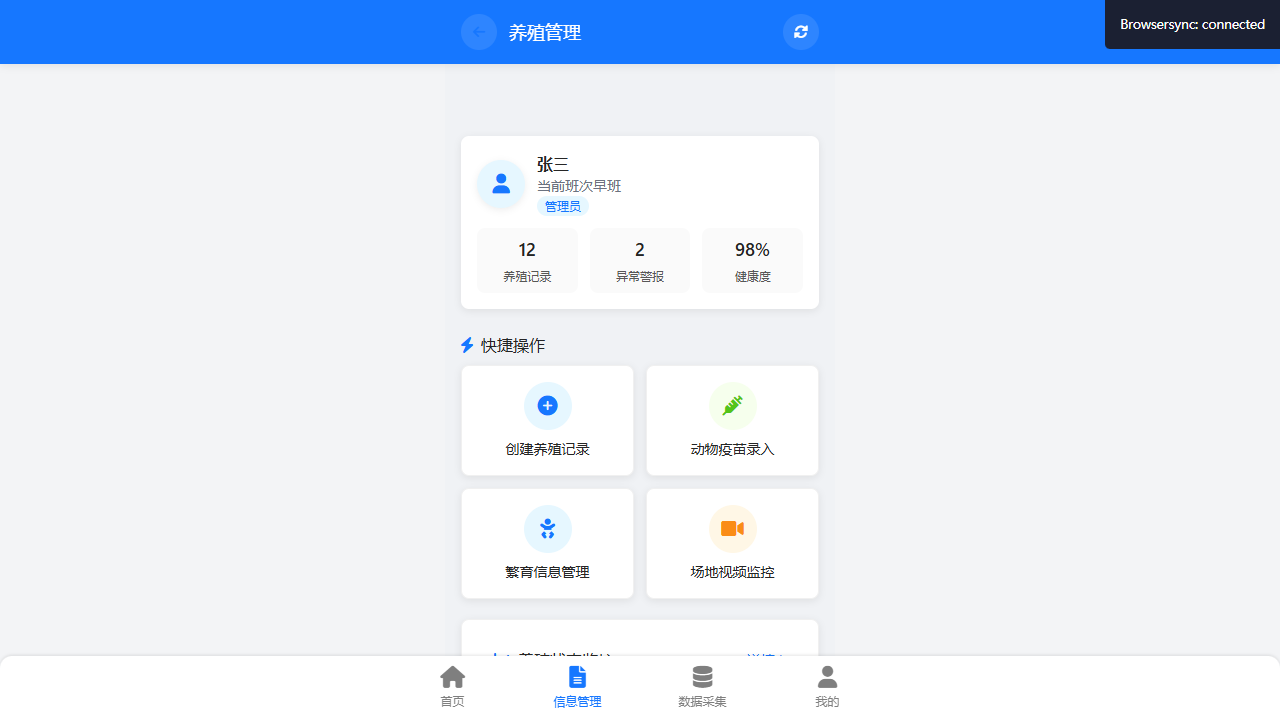 养殖管理
Browsersync: connected
张三
当前班次早班
管理员
12
2
98%
养殖记录
异常警报
健康度
快捷操作
创建养殖记录
动物疫苗录入
繁育信息管理
场地视频监控
首页
信息管理
数据采集
我的